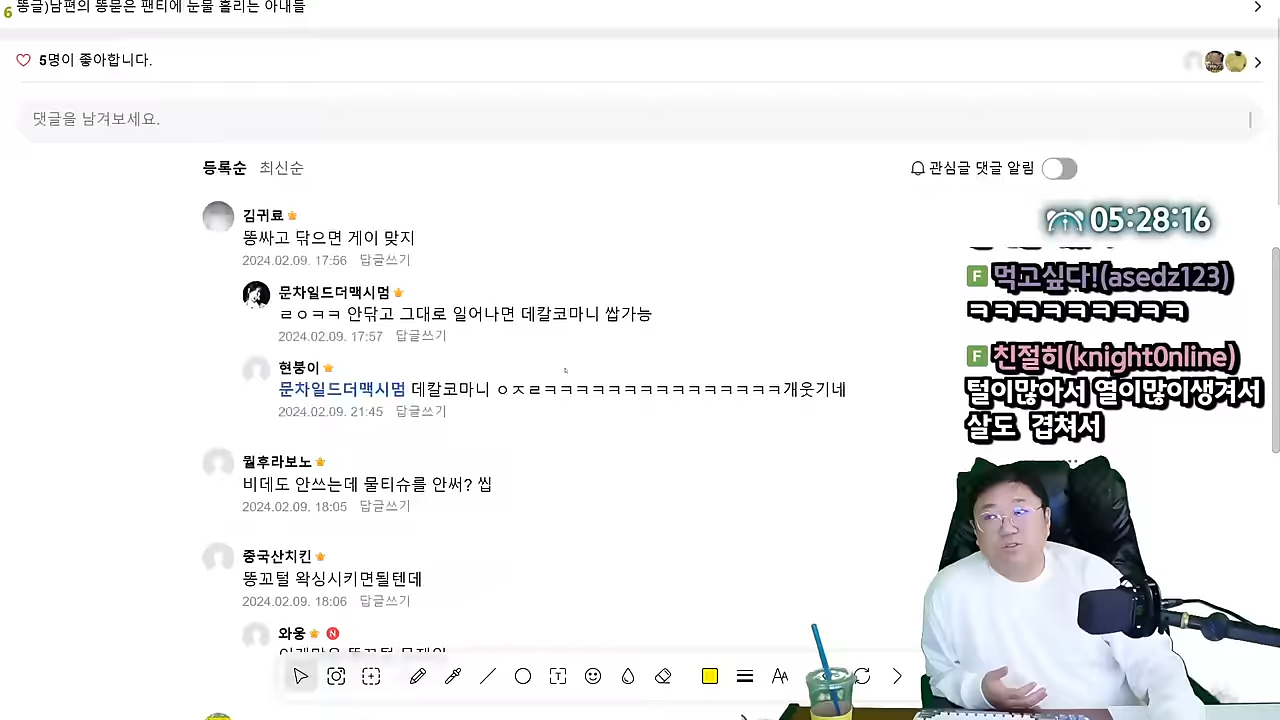 6 똥글)남편의 똥묻은 팬티에 눈물 흘리는 아내들
5명이 좋아합니다.
댓글을 남겨보세요.
등록순 최신순
관심글 댓글 알림
05:28:16
김귀료
똥싸고 닦으면 게이 맞지
2024.02.09. 17:56 답글쓰기
문차일드더맥시멈
ㄹㅇㅋㅋ 안닦고 그대로 일어나면 데칼코마니 쌉가능
2024.02.09. 17:57 답글쓰기
현붕이
문차일드더맥시멈 데칼코마니 ㅇㅈㄹㅋㅋㅋㅋㅋㅋㅋㅋㅋㅋㅋㅋㅋㅋㅋㅋ개웃기네
2024.02.09. 21:45 답글쓰기
월후라보노
비데도 안쓰는데 물티슈를 안써? 씹
2024.02.09. 18:05 답글쓰기
중국산치킨
똥꼬털 왁싱시키면될텐데
2024.02.09. 18:06 답글쓰기
와웅 N
F 먹고싶다!(asedz123)
ㅋㅋㅋㅋㅋㅋㅋㅋㅋㅋ
F 친절히(knight0nline)
털이많아서 열이많이생겨서
살도 겹쳐서